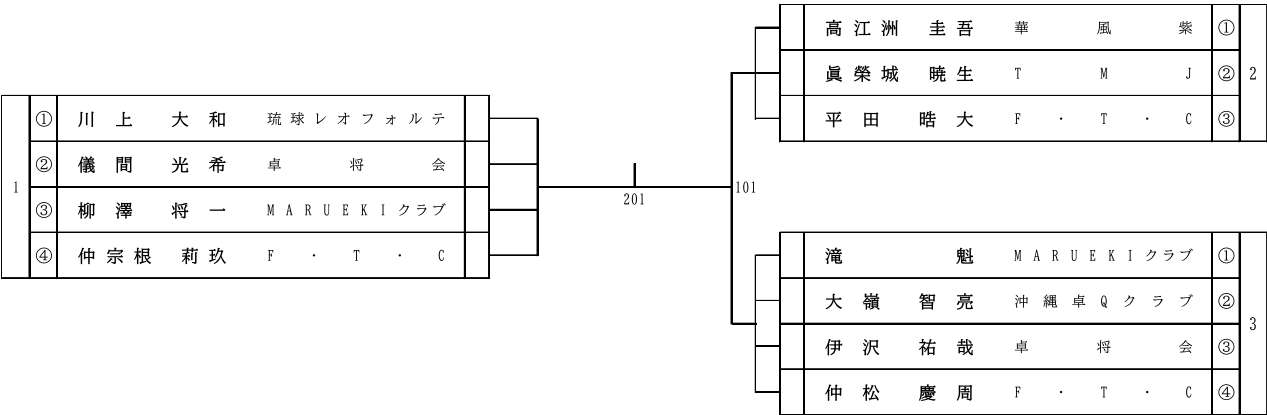 1
① 川上 大和 琉球レオフォルテ
② 儀間 光希 卓将会
③ 柳澤 将一 MARUEKIクラブ
④ 仲宗根 莉玖 F・T・C
201
101
高江洲 圭吾 華風紫 ①
眞榮城 暁生 TMJ ②
平田 晧大 F・T・C ③
2
滝 魁 MARUEKIクラブ ①
大嶺 智亮 沖縄卓Qクラブ ②
伊沢 祐哉 卓将会 ③
仲松 慶周 F・T・C ④
3